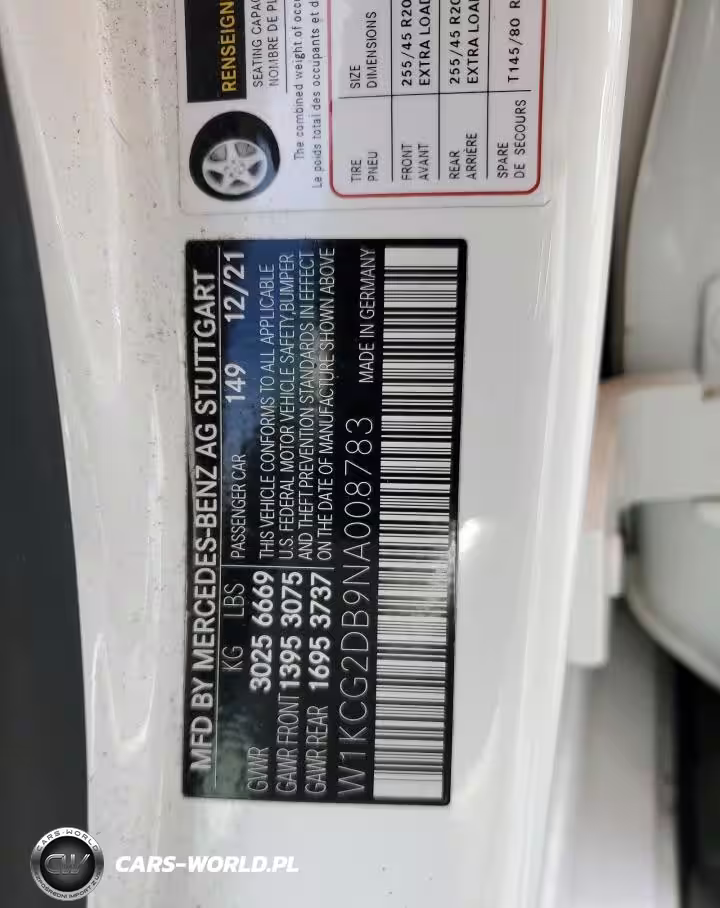 MFD BY MERCEDES-BENZ AG STUTTGART
KG LBS PASSENGER CAR 149 12/21
GVWR 3025 6669 THIS VEHICLE CONFORMS TO ALL APPLICABLE
GAWR FRONT 1395 3075 U.S. FEDERAL MOTOR VEHICLE SAFETY, BUMPER
GAWR REAR 1695 3737 AND THEFT PREVENTION STANDARDS IN EFFECT
ON THE DATE OF MANUFACTURE SHOWN ABOVE
W1KCG2DB9NA008783 MADE IN GERMANY
RENSEIGN
SEATING CAPAC
NOMBRE DE PL
The combined weight of occu
Le poids total des occupants et d
TIRE SIZE
PNEU DIMENSIONS
FRONT 255/45 R20
AVANT EXTRA LOAD
REAR 255/45 R20
ARRIÈRE EXTRA LOAD
SPARE T145/80 R
DE SECOURS
CARS-WORLD
CW
CARS-WORLD.PL